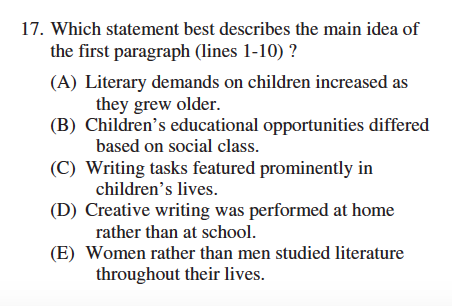 17. Which statement best describes the main idea of
the first paragraph (lines 1-10) ?
(A) Literary demands on children increased as
they grew older.
(B) Children’s educational opportunities differed
based on social class.
(C) Writing tasks featured prominently in
children’s lives.
(D) Creative writing was performed at home
rather than at school.
(E) Women rather than men studied literature
throughout their lives.